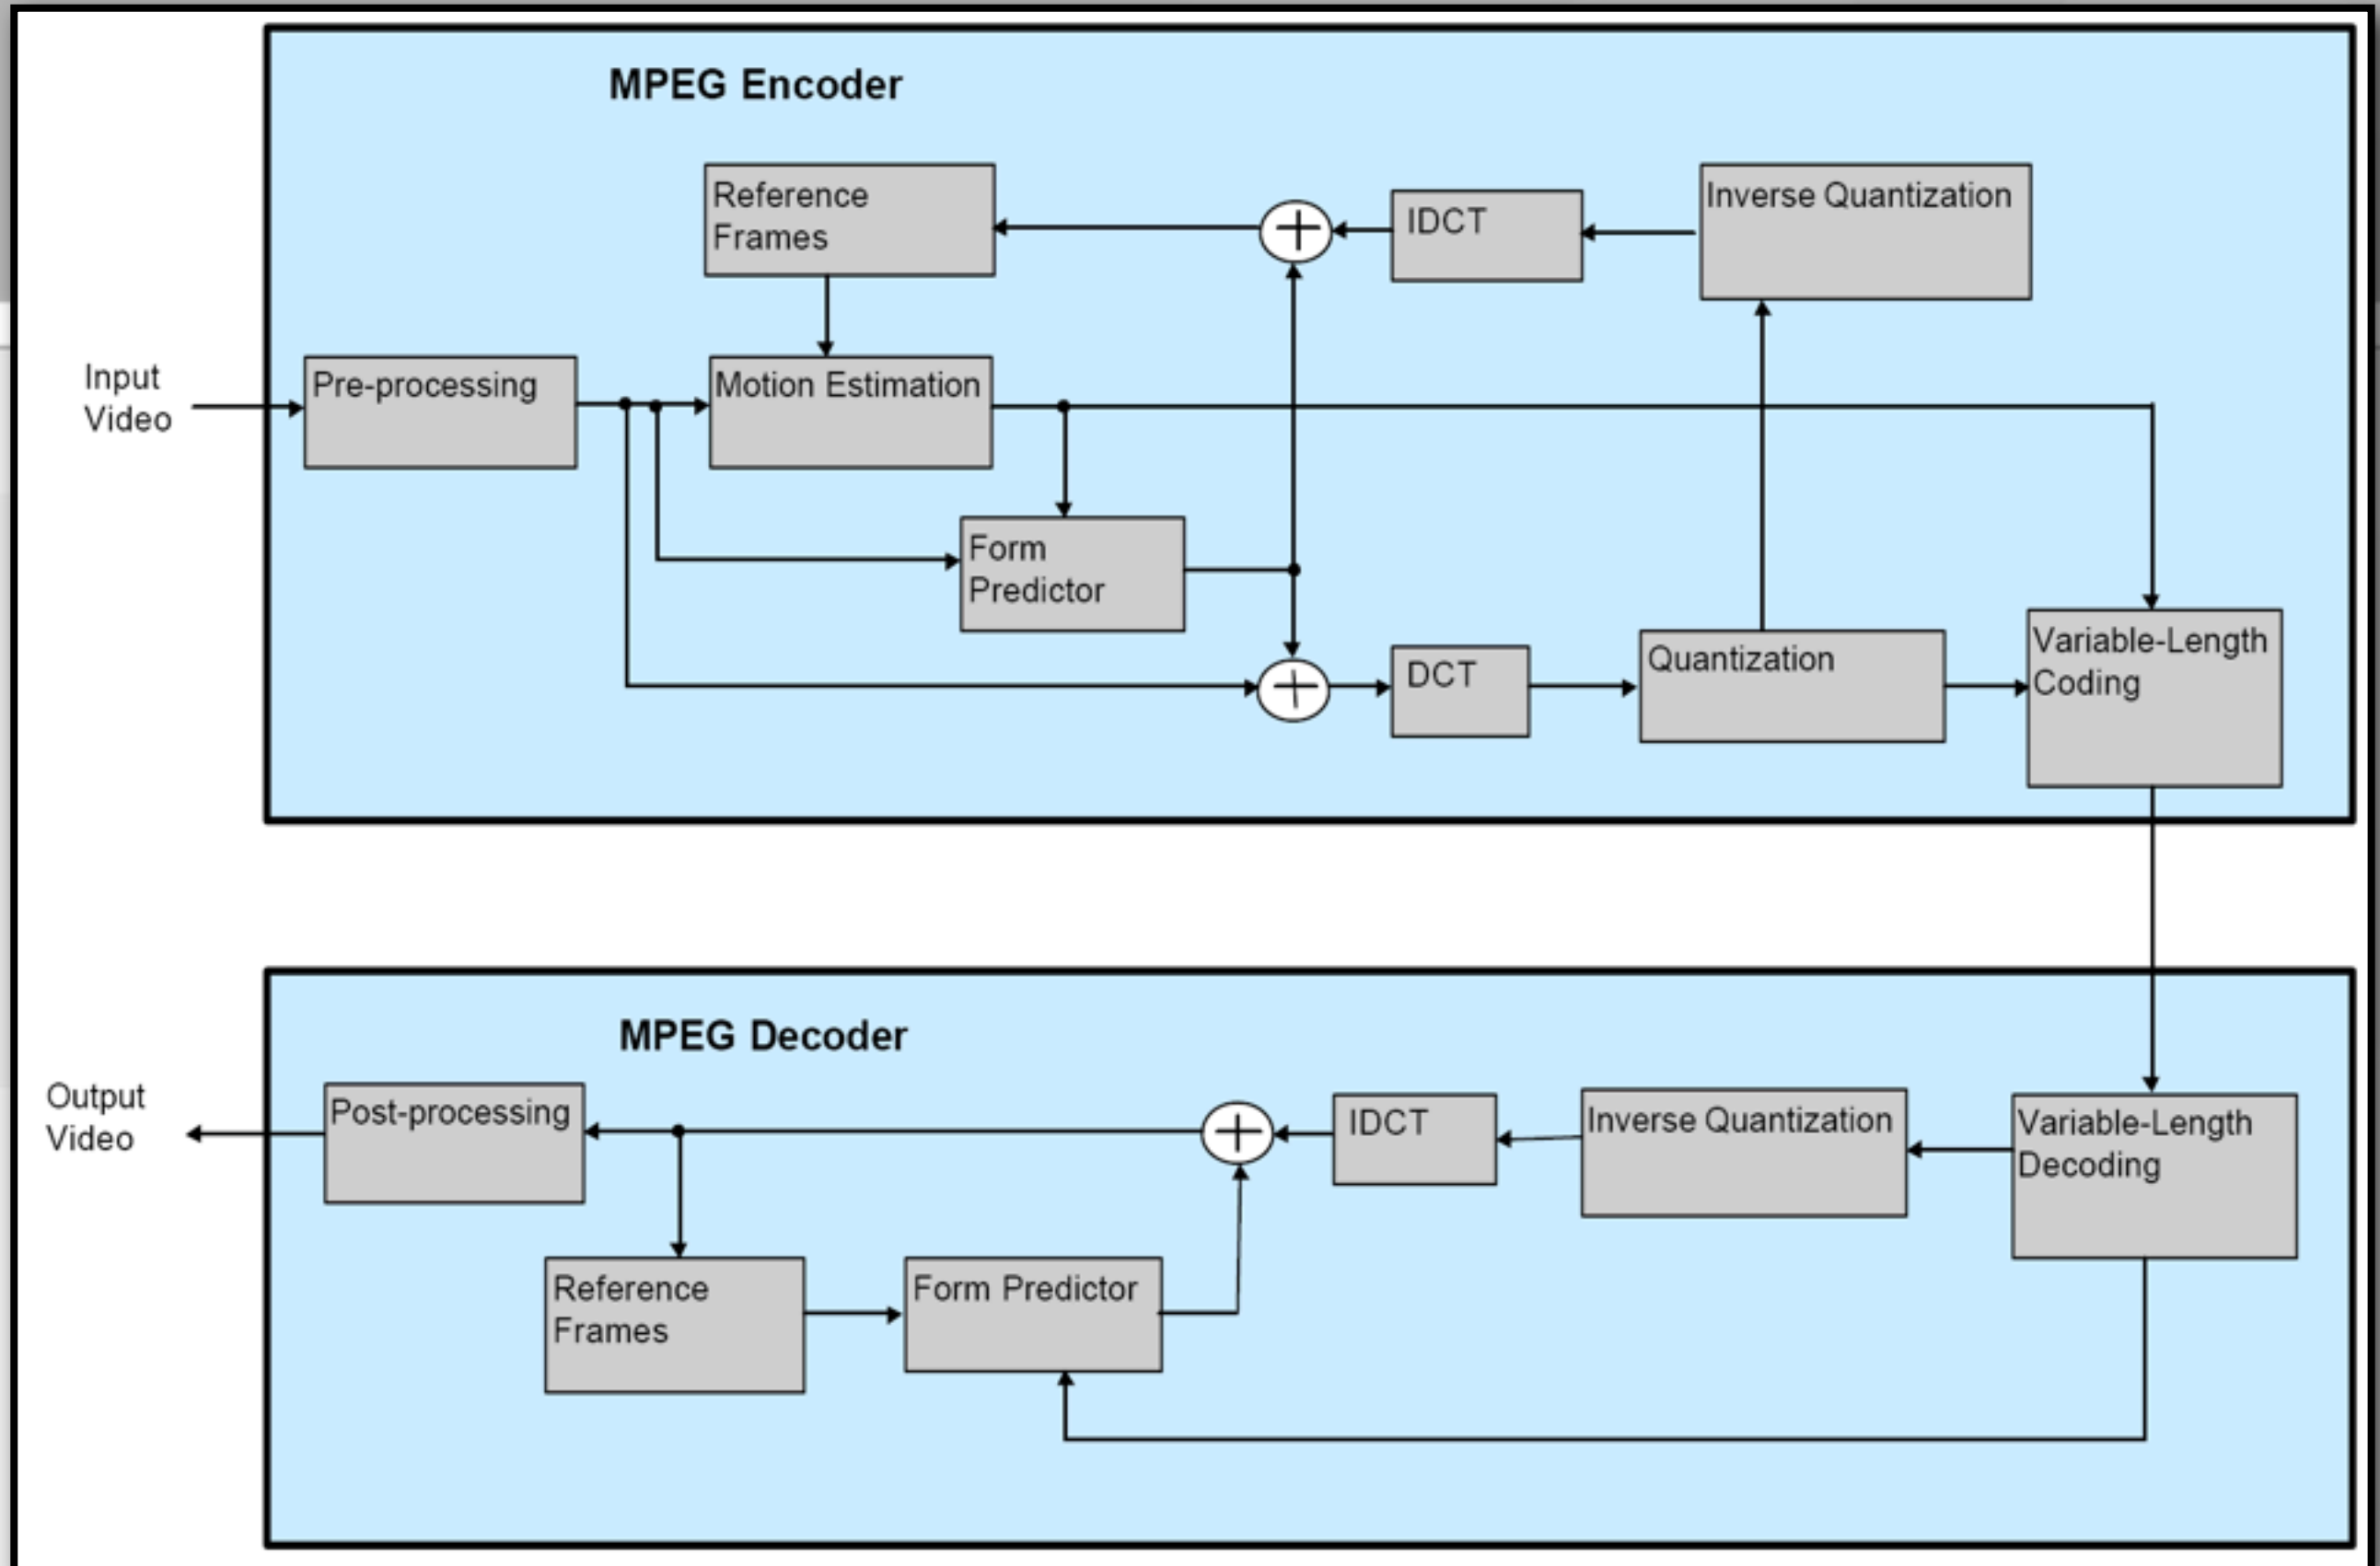 MPEG Encoder
Reference
Frames
IDCT
Inverse Quantization
Input
Video
Pre-processing
Motion Estimation
Form
Predictor
DCT
Quantization
Variable-Length
Coding
MPEG Decoder
Output
Video
Post-processing
IDCT
Inverse Quantization
Variable-Length
Decoding
Reference
Frames
Form Predictor